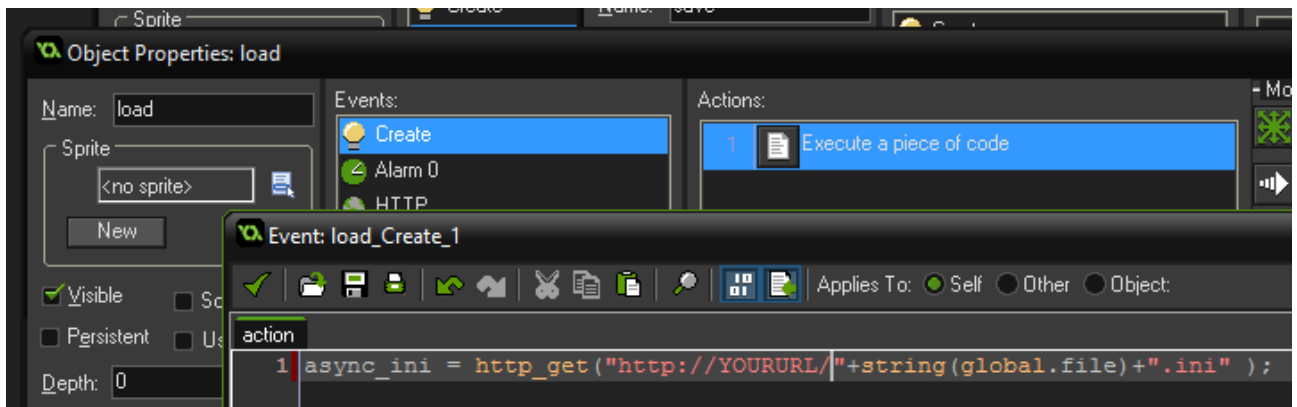 Sprite
Create
Name: save
Object Properties: load
Name: load
Events:
Actions:
Create
1 Execute a piece of code
Sprite
<no sprite>
Alarm 0
HTTP
New
Event: load_Create_1
Visible
Applies To: Self Other Object:
Persistent
action
1 async_ini = http_get("http://YOURURL/"+string(global.file)+".ini" );
Depth: 0